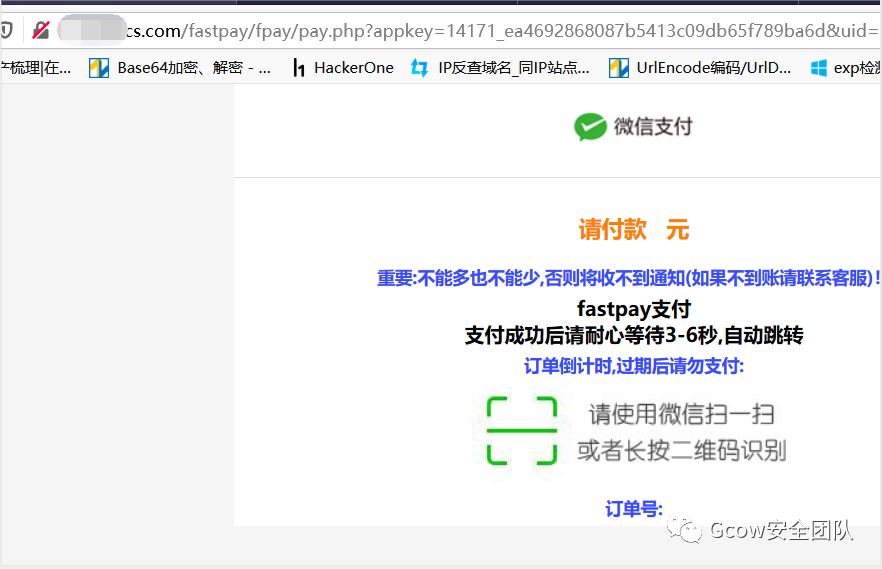 cs.com/fastpay/fpay/pay.php?appkey=14171_ea4692868087b5413c09db65f789ba6d&uid=
产梳理|在... Base64加密、解密 - ... HackerOne IP反查域名_同IP站点... UrlEncode编码/UrlD... exp检测
微信支付
请付款 元
重要:不能多也不能少,否则将收不到通知(如果不到账请联系客服)!
fastpay支付
支付成功后请耐心等待3-6秒,自动跳转
订单倒计时,过期后请勿支付:
请使用微信扫一扫
或者长按二维码识别
订单号:
Gcow安全团队